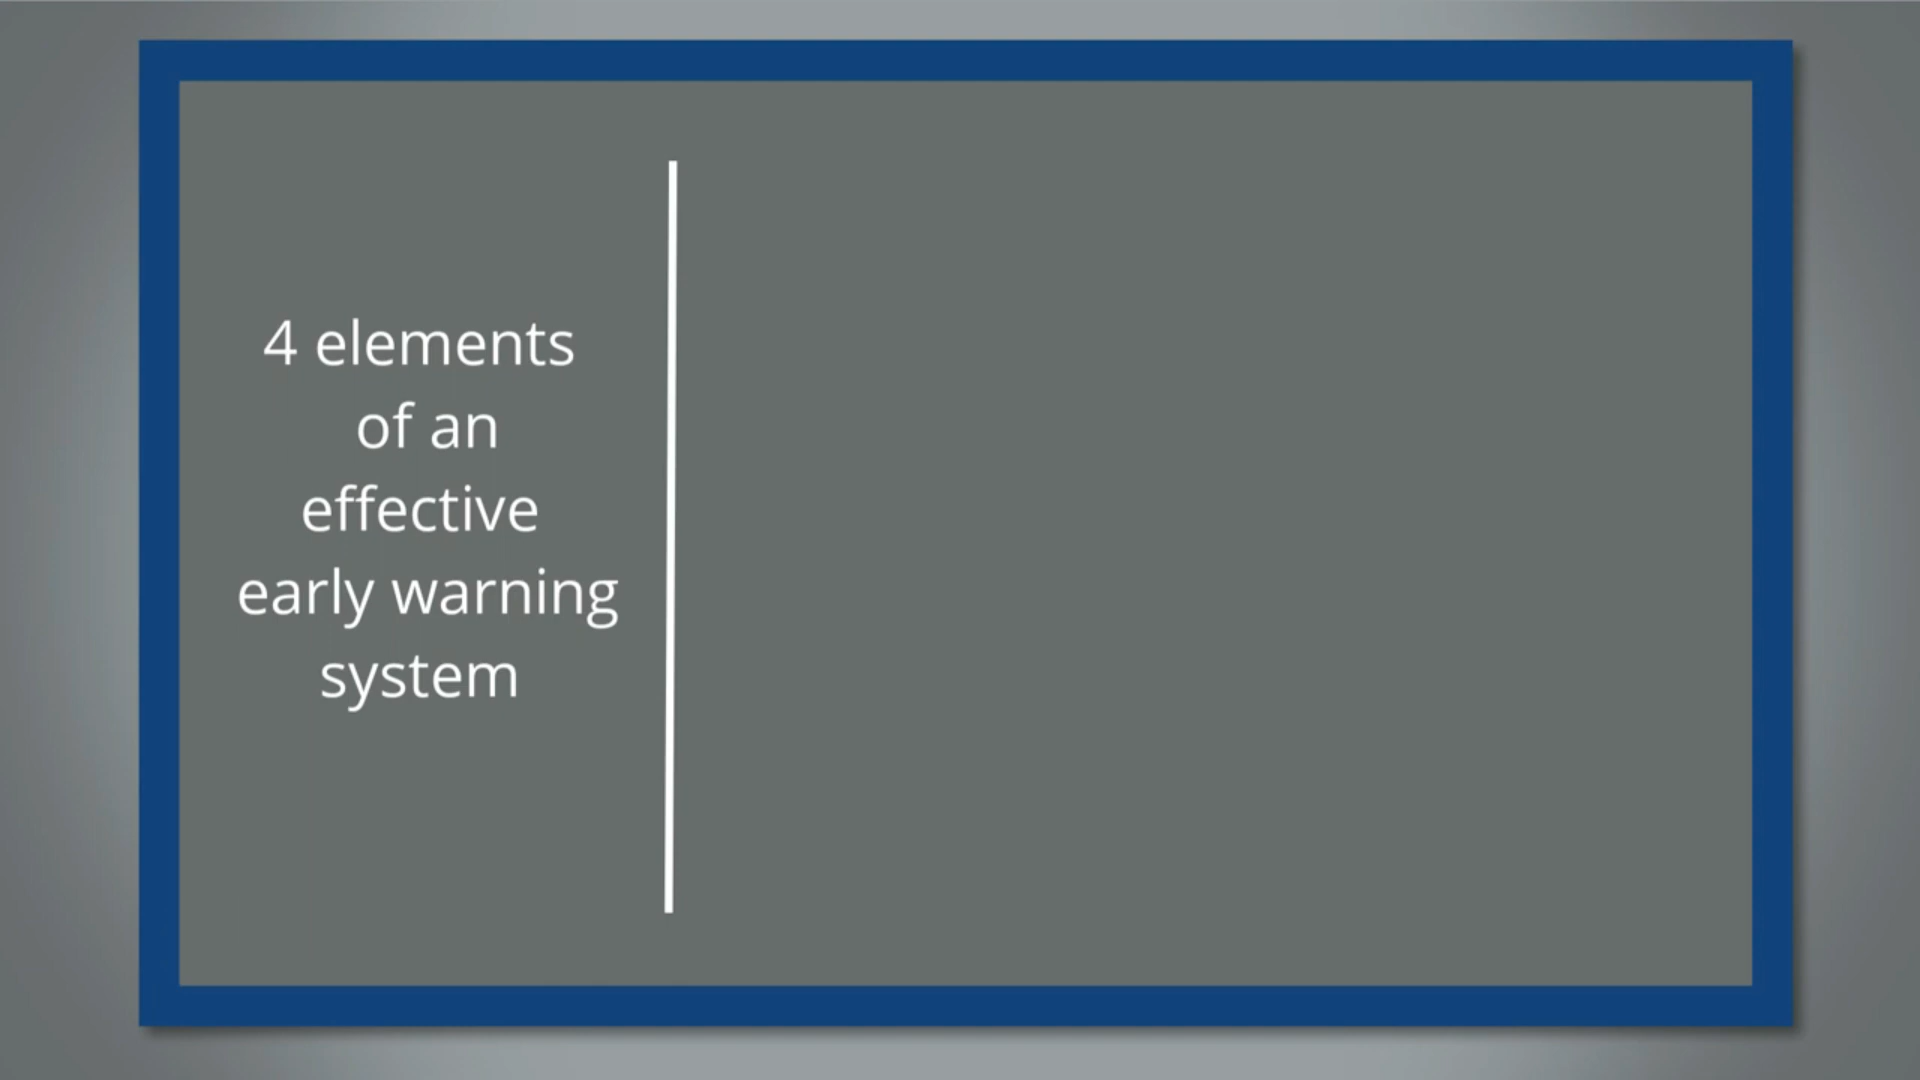 4 elements
of an
effective
early warning
system